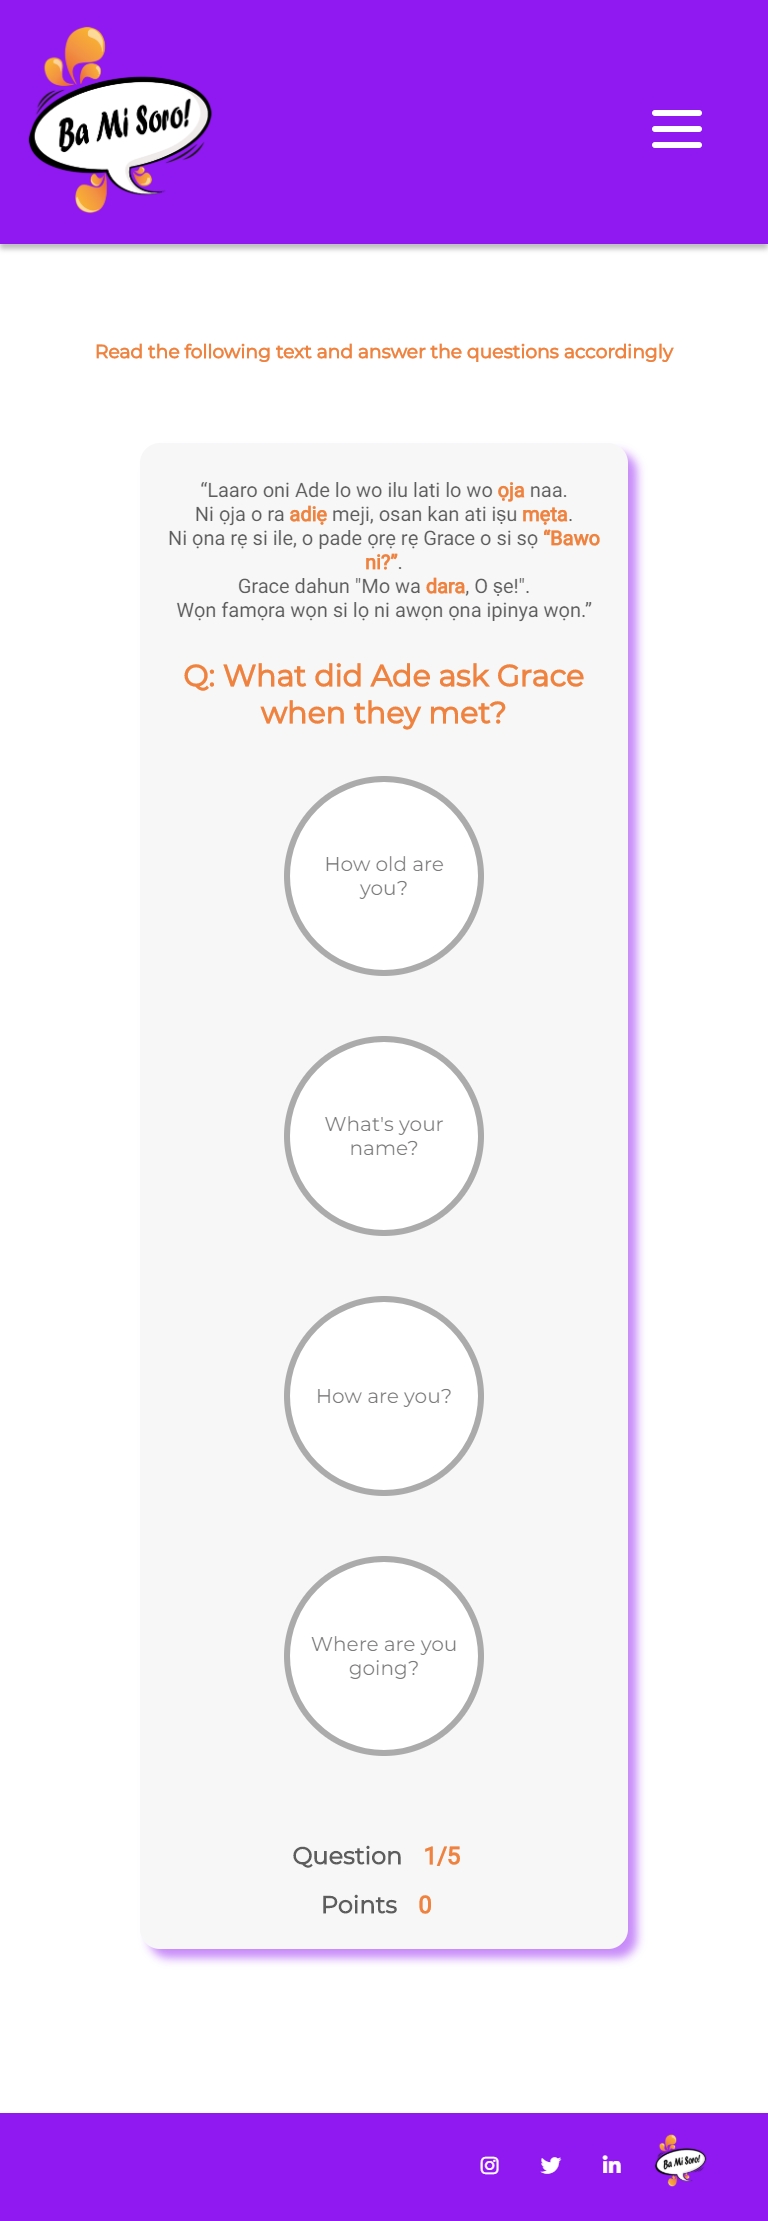 Ba Mi Soro!
Read the following text and answer the questions accordingly
“Laaro oni Ade lo wo ilu lati lo wo ọja naa.
Ni ọja o ra adiẹ meji, osan kan ati iṣu mẹta.
Ni ọna rẹ si ile, o pade ọrẹ rẹ Grace o si sọ “Bawo
ni?”.
Grace dahun "Mo wa dara, O ṣe!".
Wọn famọra wọn si lọ ni awọn ọna ipinya wọn.”
Q: What did Ade ask Grace
when they met?
How old are
you?
What's your
name?
How are you?
Where are you
going?
Question 1/5
Points 0
Ba Mi Soro!